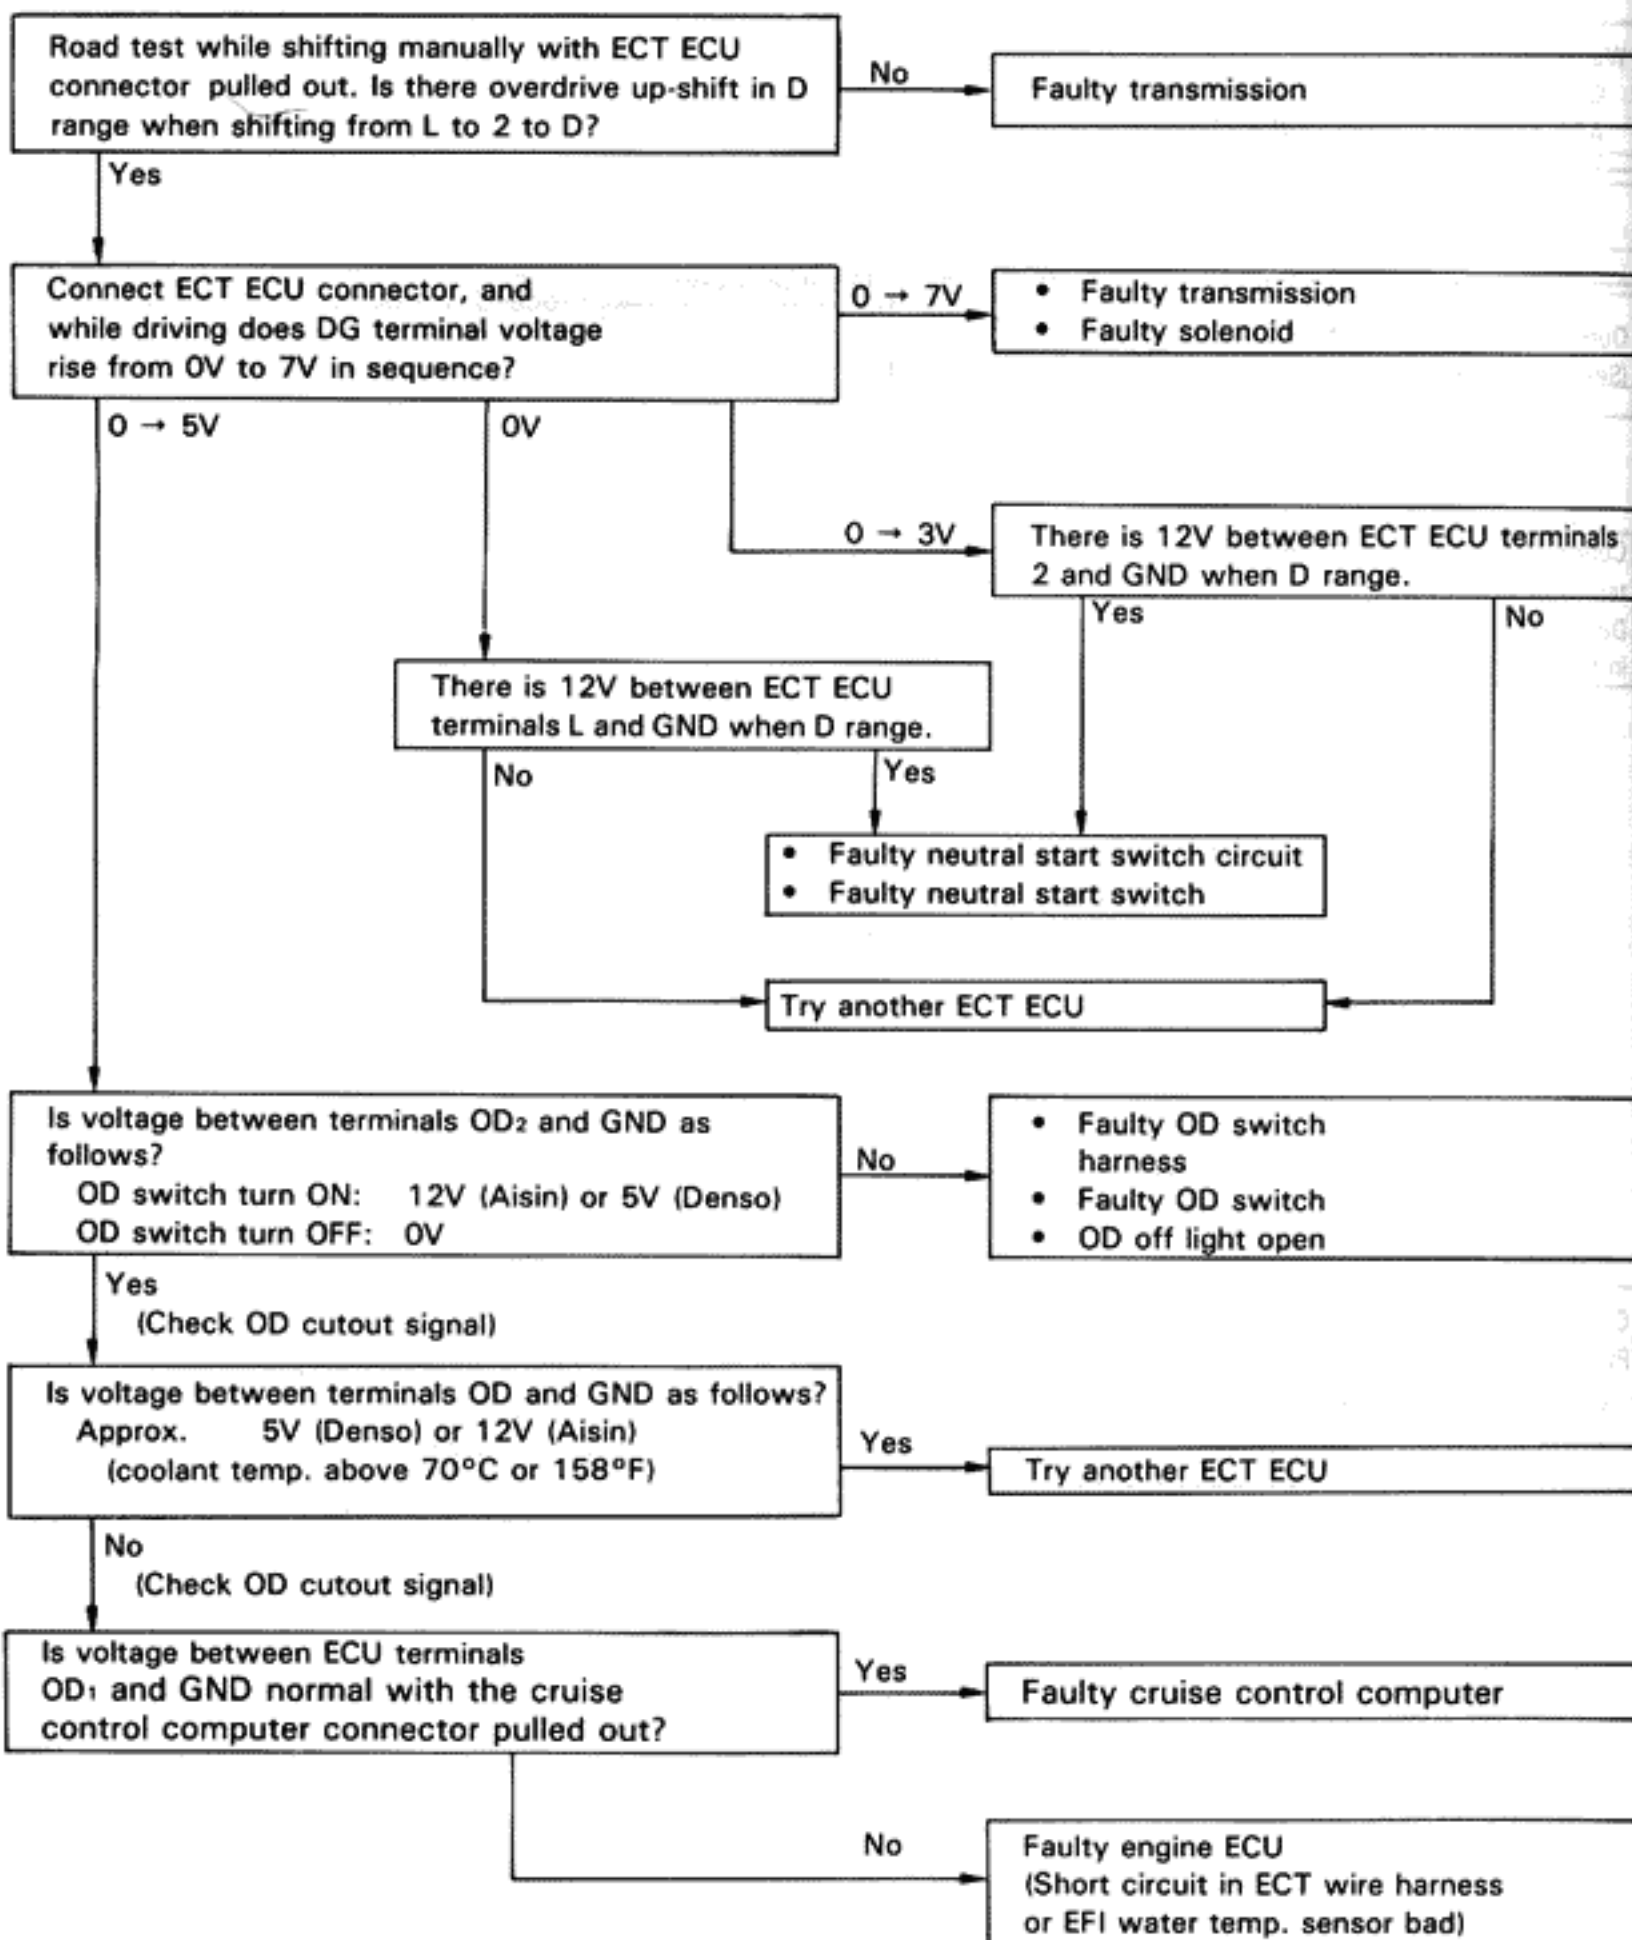 Road test while shifting manually with ECT ECU
connector pulled out. Is there overdrive up-shift in D
range when shifting from L to 2 to D?
No
Faulty transmission
Yes
Connect ECT ECU connector, and
while driving does DG terminal voltage
rise from 0V to 7V in sequence?
0 → 7V
• Faulty transmission
• Faulty solenoid
0 → 5V
0V
0 → 3V
There is 12V between ECT ECU terminals
2 and GND when D range.
Yes
No
There is 12V between ECT ECU
terminals L and GND when D range.
No
Yes
• Faulty neutral start switch circuit
• Faulty neutral start switch
Try another ECT ECU
Is voltage between terminals OD2 and GND as
follows?
OD switch turn ON: 12V (Aisin) or 5V (Denso)
OD switch turn OFF: 0V
No
• Faulty OD switch
harness
• Faulty OD switch
• OD off light open
Yes
(Check OD cutout signal)
Is voltage between terminals OD and GND as follows?
Approx. 5V (Denso) or 12V (Aisin)
(coolant temp. above 70°C or 158°F)
Yes
Try another ECT ECU
No
(Check OD cutout signal)
Is voltage between ECU terminals
OD1 and GND normal with the cruise
control computer connector pulled out?
Yes
Faulty cruise control computer
No
Faulty engine ECU
(Short circuit in ECT wire harness
or EFI water temp. sensor bad)